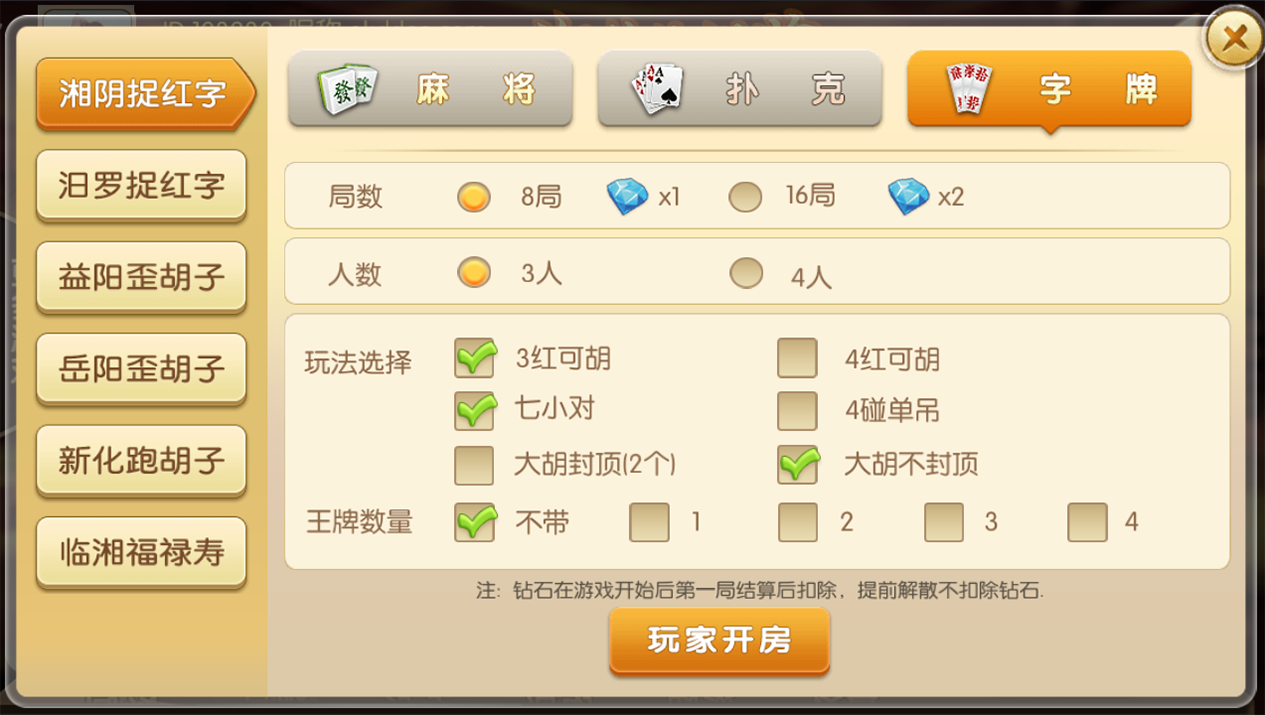 湘阴捉红字
汨罗捉红字
益阳歪胡子
岳阳歪胡子
新化跑胡子
临湘福禄寿
麻 将 扑 克 字 牌
局数 8局 x1 16局 x2
人数 3人 4人
玩法选择 3红可胡 4红可胡
七小对 4碰单吊
大胡封顶(2个) 大胡不封顶
王牌数量 不带 1 2 3 4
注: 钻石在游戏开始后第一局结算后扣除，提前解散不扣除钻石.
玩家开房